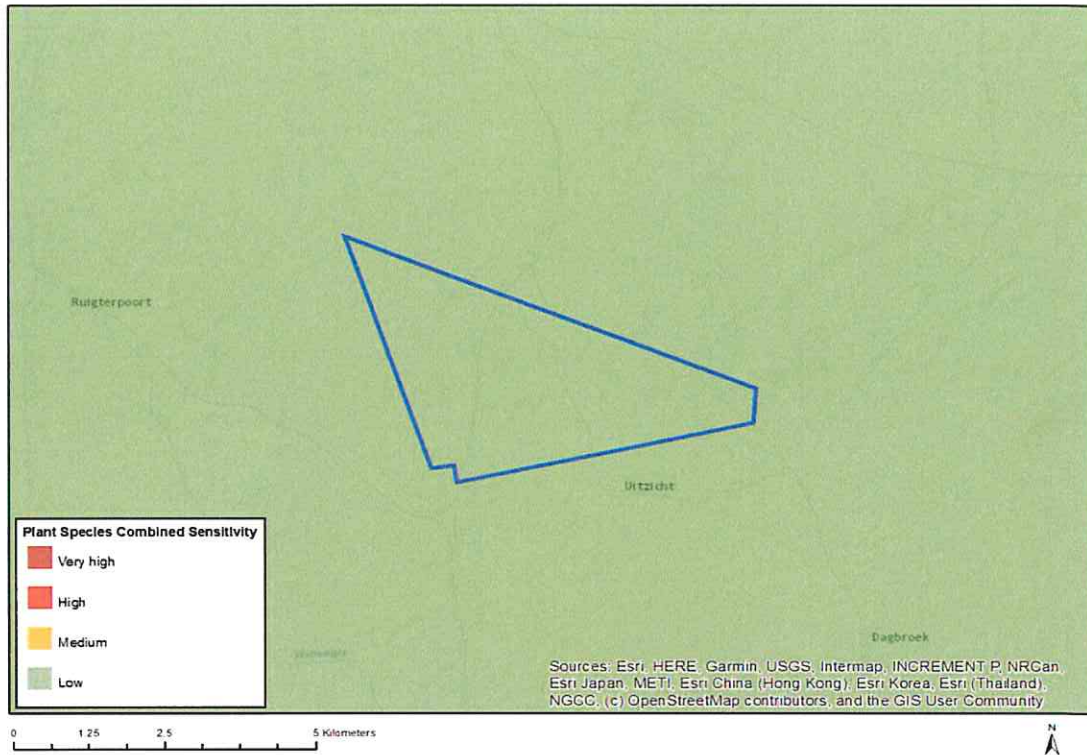 Ruigterpoort
Uitzicht
Dagbroek
Plant Species Combined Sensitivity
Very high
High
Medium
Low
Sources: Esri, HERE, Garmin, USGS, Intermap, INCREMENT P, NRCan,
Esri Japan, METI, Esri China (Hong Kong), Esri Korea, Esri (Thailand),
NGCC, (c) OpenStreetMap contributors, and the GIS User Community
0 1.25 2.5 5 Kilometers
N